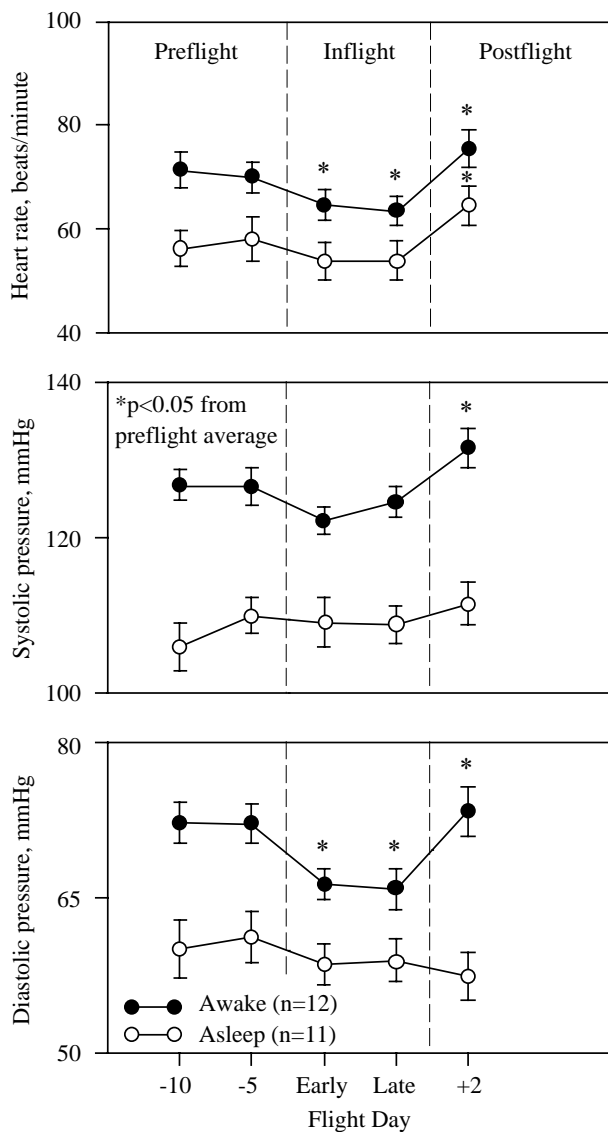 100
Preflight
Inflight
Postflight
80
60
40
Heart rate, beats/minute
*
*
*
*
140
*p<0.05 from
preflight average
120
100
Systolic pressure, mmHg
*
80
65
50
Diastolic pressure, mmHg
*
*
*
Awake (n=12)
Asleep (n=11)
-10
-5
Early
Late
+2
Flight Day